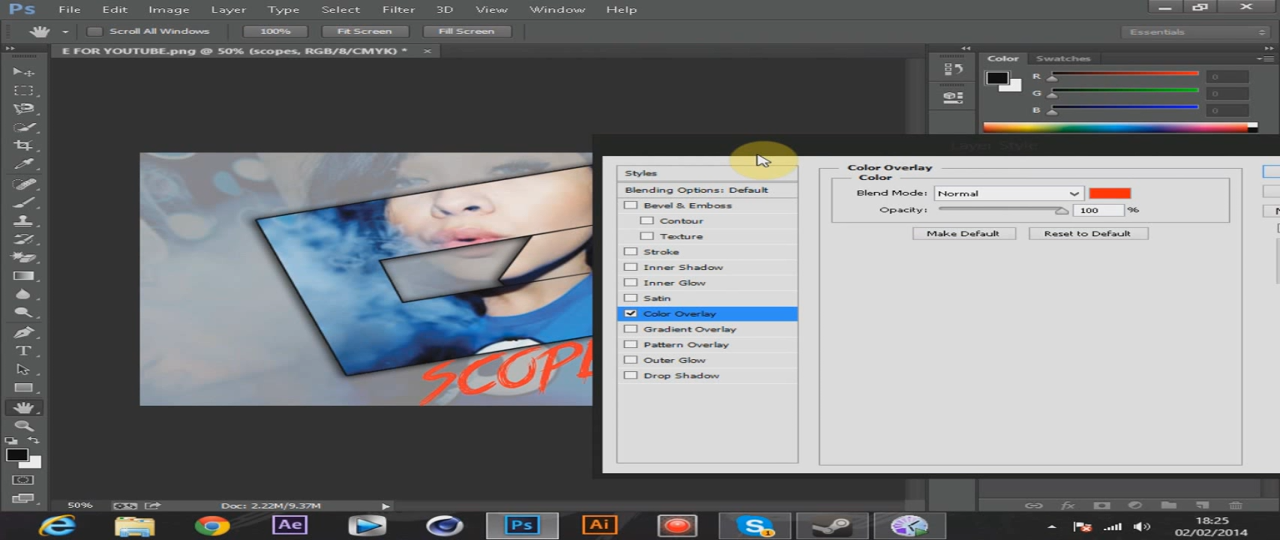 Ps File Edit Image Layer Type Select Filter 3D View Window Help
Scroll All Windows 100% Fit Screen Fill Screen Essentials
E FOR YOUTUBE.png @ 50% (scopes, RGB/8/CMYK) * ×
Color Swatches
R 0
G 0
B 0
Layer Style
Styles
Blending Options: Default
Bevel & Emboss
Contour
Texture
Stroke
Inner Shadow
Inner Glow
Satin
Color Overlay
Gradient Overlay
Pattern Overlay
Outer Glow
Drop Shadow
Color Overlay
Color
Blend Mode: Normal
Opacity: 100 %
Make Default Reset to Default
SCOPE
50% Doc: 2.22M/9.37M
Ae Ps Ai 1
18:25
02/02/2014